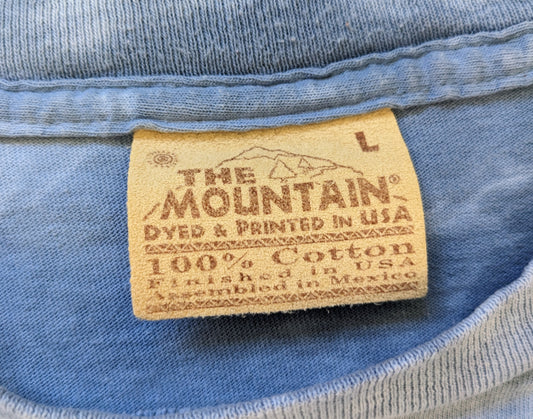 L
THE
MOUNTAIN®
DYED & PRINTED IN USA
100% Cotton
Finished in USA
Assembled in Mexico